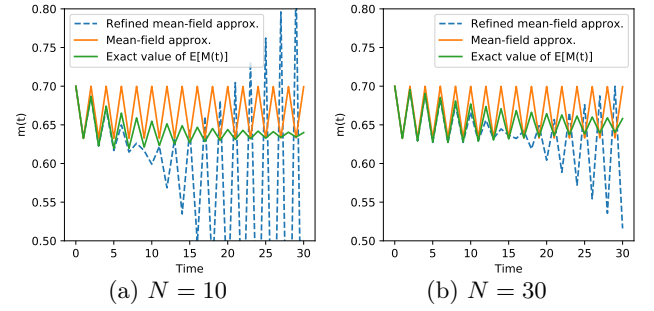 0.80
0.75
0.70
0.65
0.60
0.55
0.50
m(t)
Refined mean-field approx.
Mean-field approx.
Exact value of E[M(t)]
0 5 10 15 20 25 30
Time
(a) N = 10
0.80
0.75
0.70
0.65
0.60
0.55
0.50
m(t)
Refined mean-field approx.
Mean-field approx.
Exact value of E[M(t)]
0 5 10 15 20 25 30
Time
(b) N = 30